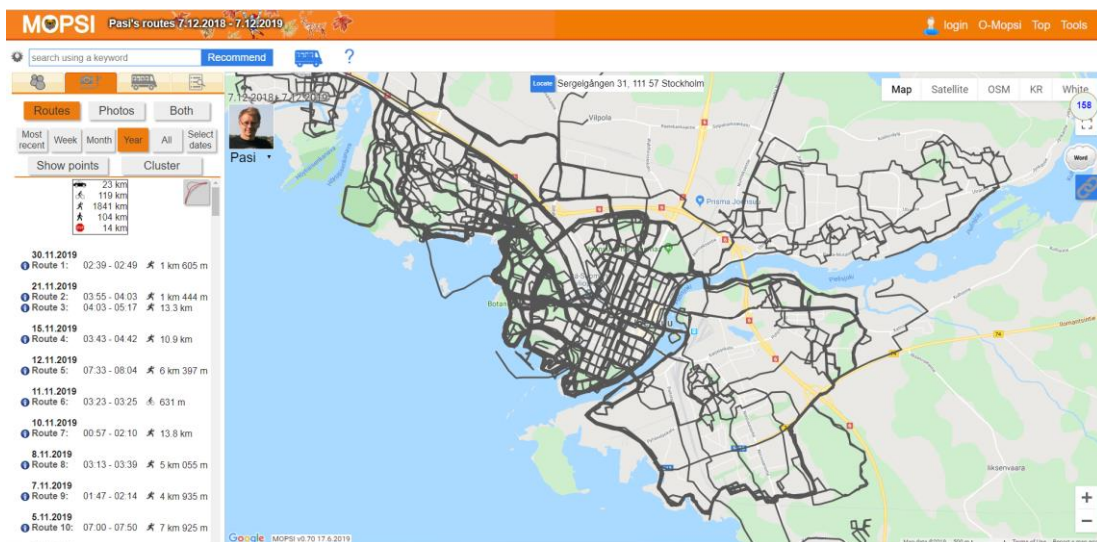 MOPSI Pasi's routes 7.12.2018 - 7.12.2019 login O-Mopsi Top Tools
search using a keyword Recommend ?
Routes Photos Both
Most recent Week Month Year All Select dates
Show points Cluster
23 km
119 km
1841 km
104 km
14 km
30.11.2019
Route 1: 02:39 - 02:49 1 km 605 m
21.11.2019
Route 2: 03:55 - 04:03 1 km 444 m
Route 3: 04:03 - 05:17 13.3 km
15.11.2019
Route 4: 03:43 - 04:42 10.9 km
12.11.2019
Route 5: 07:33 - 08:04 6 km 397 m
11.11.2019
Route 6: 03:23 - 03:25 631 m
10.11.2019
Route 7: 00:57 - 02:10 13.8 km
8.11.2019
Route 8: 03:13 - 03:39 5 km 055 m
7.11.2019
Route 9: 01:47 - 02:14 4 km 935 m
5.11.2019
Route 10: 07:00 - 07:50 7 km 925 m
Locate Sergelgången 31, 111 57 Stockholm
Map Satellite OSM KR White
7.12.2018 - 7.12.2019
158
Pasi
Word
Vilpola
Prisma Joensuu
Iiksenvaara
74
+
−
Google MOPSI v0.70 17.6.2019